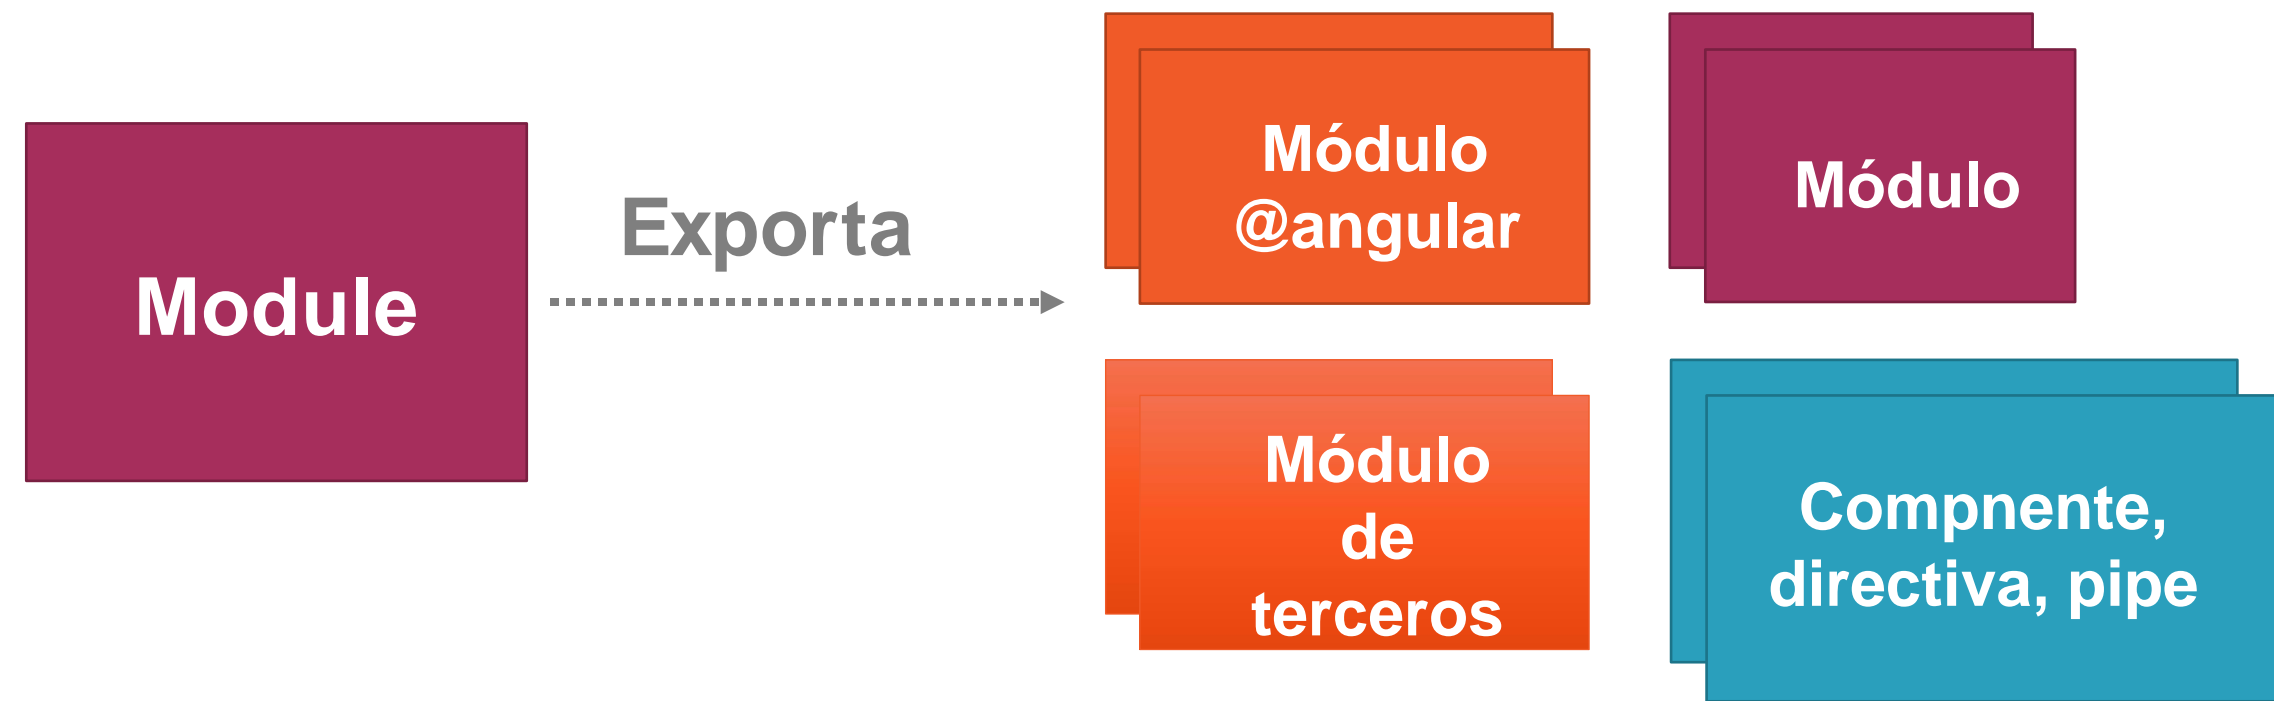 Module
Exporta
Módulo
@angular
Módulo
Módulo
de
terceros
Compnente,
directiva, pipe